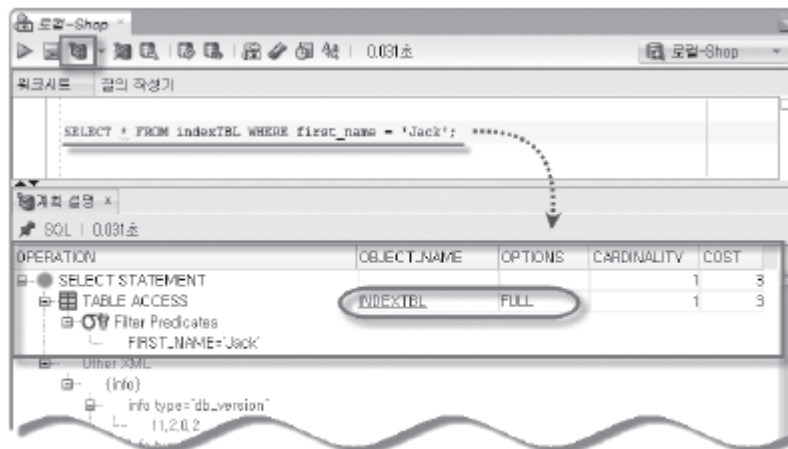 로컬-Shop
0.031초
로컬-Shop
워크시트 질의 작성기
SELECT * FROM indexTBL WHERE first_name = 'Jack';
계획 설명
SQL | 0.031초
OPERATION OBJECT_NAME OPTIONS CARDINALITY COST
SELECT STATEMENT 1 3
TABLE ACCESS INDEXTBL FULL 1 3
Filter Predicates
FIRST_NAME='Jack'
Other XML
{info}
info type="db_version"
11.2.0.2